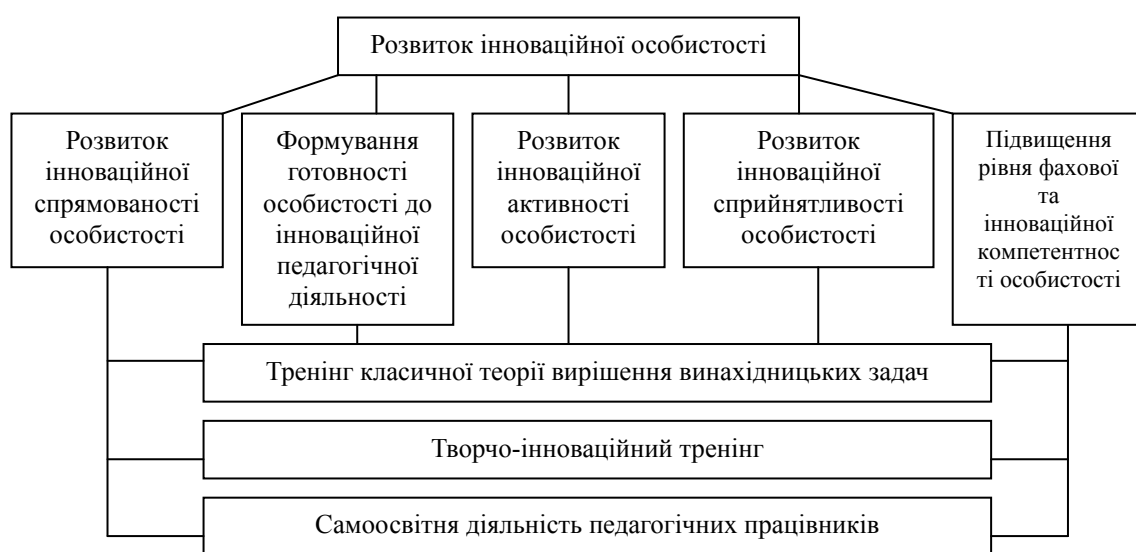 Розвиток інноваційної особистості
Розвиток
інноваційної
спрямованості
особистості
Формування
готовності
особистості до
інноваційної
педагогічної
діяльності
Розвиток
інноваційної
активності
особистості
Розвиток
інноваційної
сприйнятливості
особистості
Підвищення
рівня фахової
та
інноваційної
компетентнос
ті особистості
Тренінг класичної теорії вирішення винахідницьких задач
Творчо-інноваційний тренінг
Самоосвітня діяльність педагогічних працівників